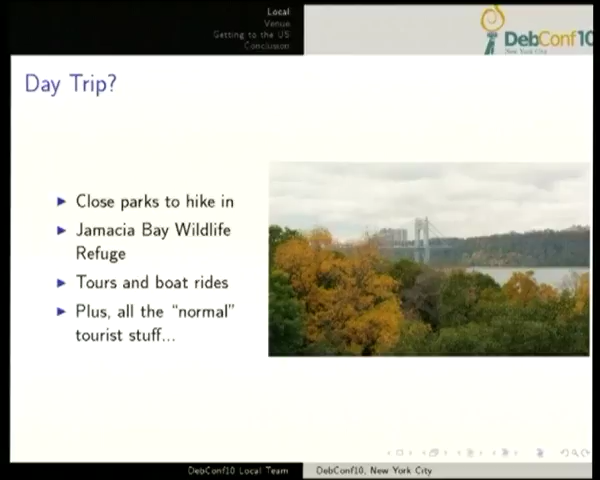 Local
Venue
Getting to the US
Conclusion
DebConf10
New York City
Day Trip?
Close parks to hike in
Jamacia Bay Wildlife
Refuge
Tours and boat rides
Plus, all the “normal”
tourist stuff...
DebConf10 Local Team
DebConf10, New York City